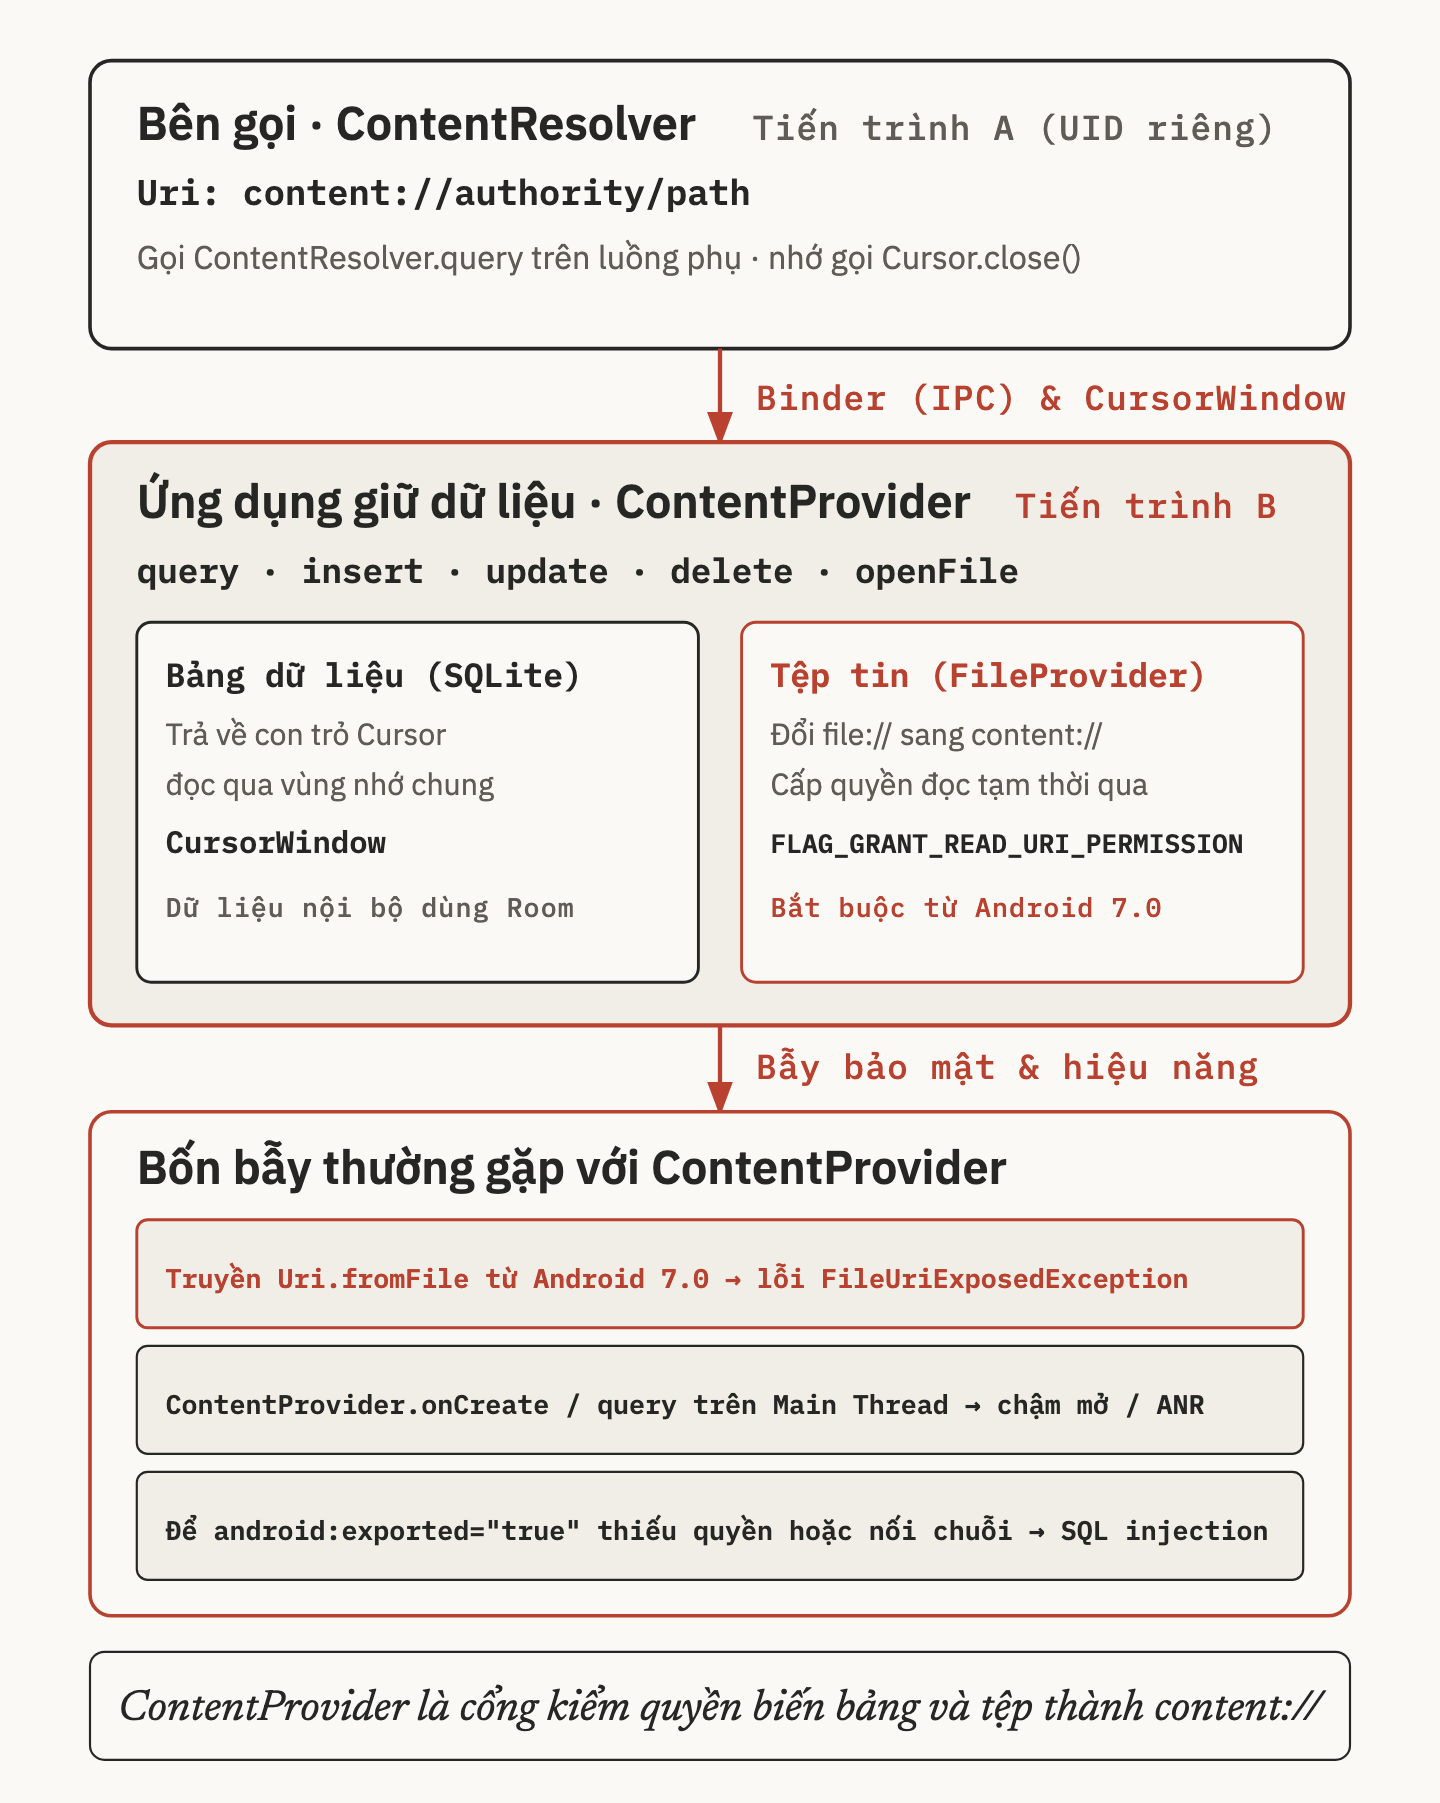 Bên gọi · ContentResolver Tiến trình A (UID riêng)
Uri: content://authority/path
Gọi ContentResolver.query trên luồng phụ · nhớ gọi Cursor.close()
Binder (IPC) & CursorWindow
Ứng dụng giữ dữ liệu · ContentProvider Tiến trình B
query · insert · update · delete · openFile
Bảng dữ liệu (SQLite)
Trả về con trỏ Cursor
đọc qua vùng nhớ chung
CursorWindow
Dữ liệu nội bộ dùng Room
Tệp tin (FileProvider)
Đổi file:// sang content://
Cấp quyền đọc tạm thời qua
FLAG_GRANT_READ_URI_PERMISSION
Bắt buộc từ Android 7.0
Bẫy bảo mật & hiệu năng
Bốn bẫy thường gặp với ContentProvider
Truyền Uri.fromFile từ Android 7.0 → lỗi FileUriExposedException
ContentProvider.onCreate / query trên Main Thread → chậm mở / ANR
Để android:exported="true" thiếu quyền hoặc nối chuỗi → SQL injection
ContentProvider là cổng kiểm quyền biến bảng và tệp thành content://